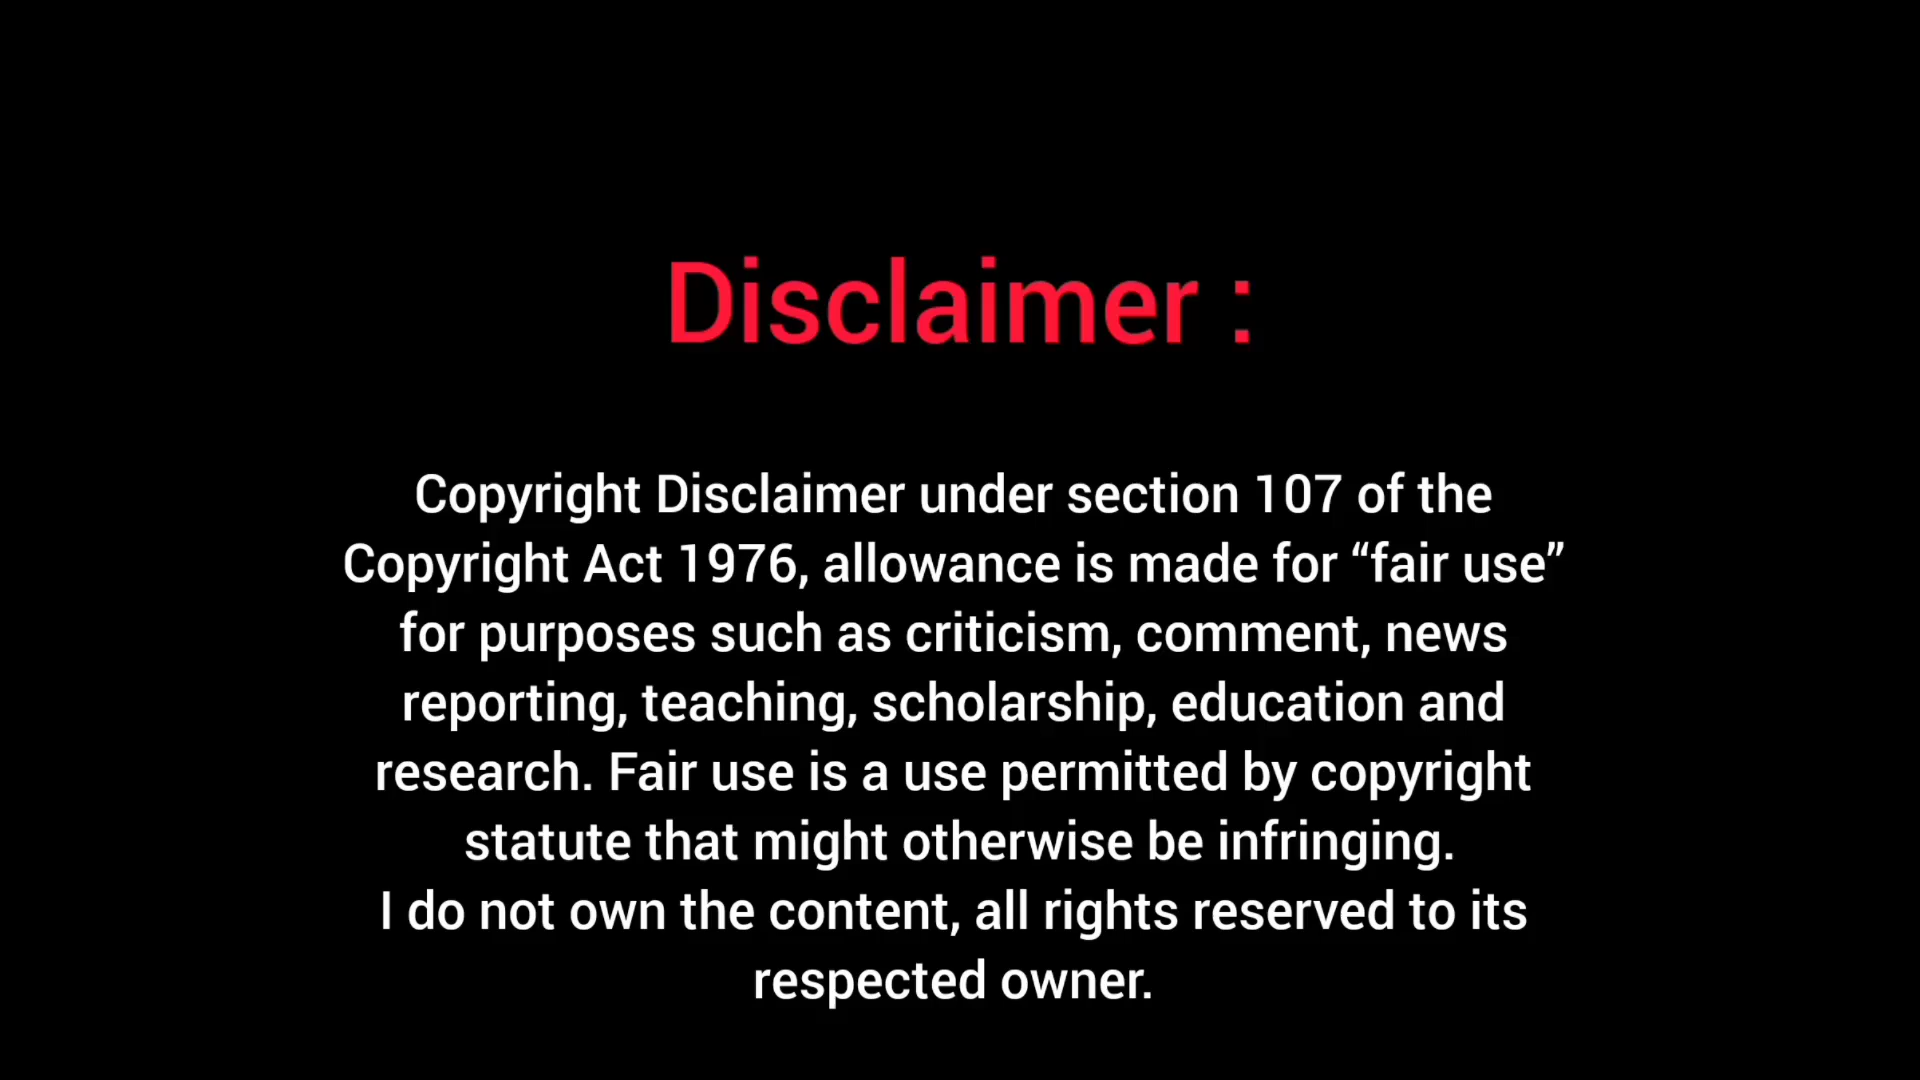 Disclaimer :
Copyright Disclaimer under section 107 of the
Copyright Act 1976, allowance is made for “fair use”
for purposes such as criticism, comment, news
reporting, teaching, scholarship, education and
research. Fair use is a use permitted by copyright
statute that might otherwise be infringing.
I do not own the content, all rights reserved to its
respected owner.